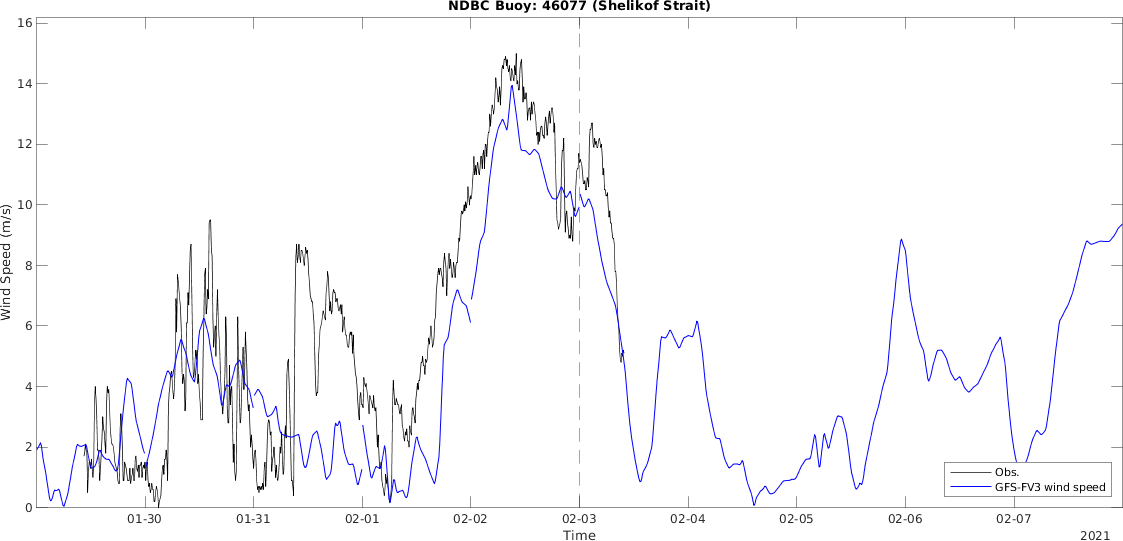 NDBC Buoy: 46077 (Shelikof Strait)
16
14
12
10
8
6
4
2
0
Wind Speed (m/s)
Obs.
GFS-FV3 wind speed
01-30 01-31 02-01 02-02 02-03 02-04 02-05 02-06 02-07
Time
2021